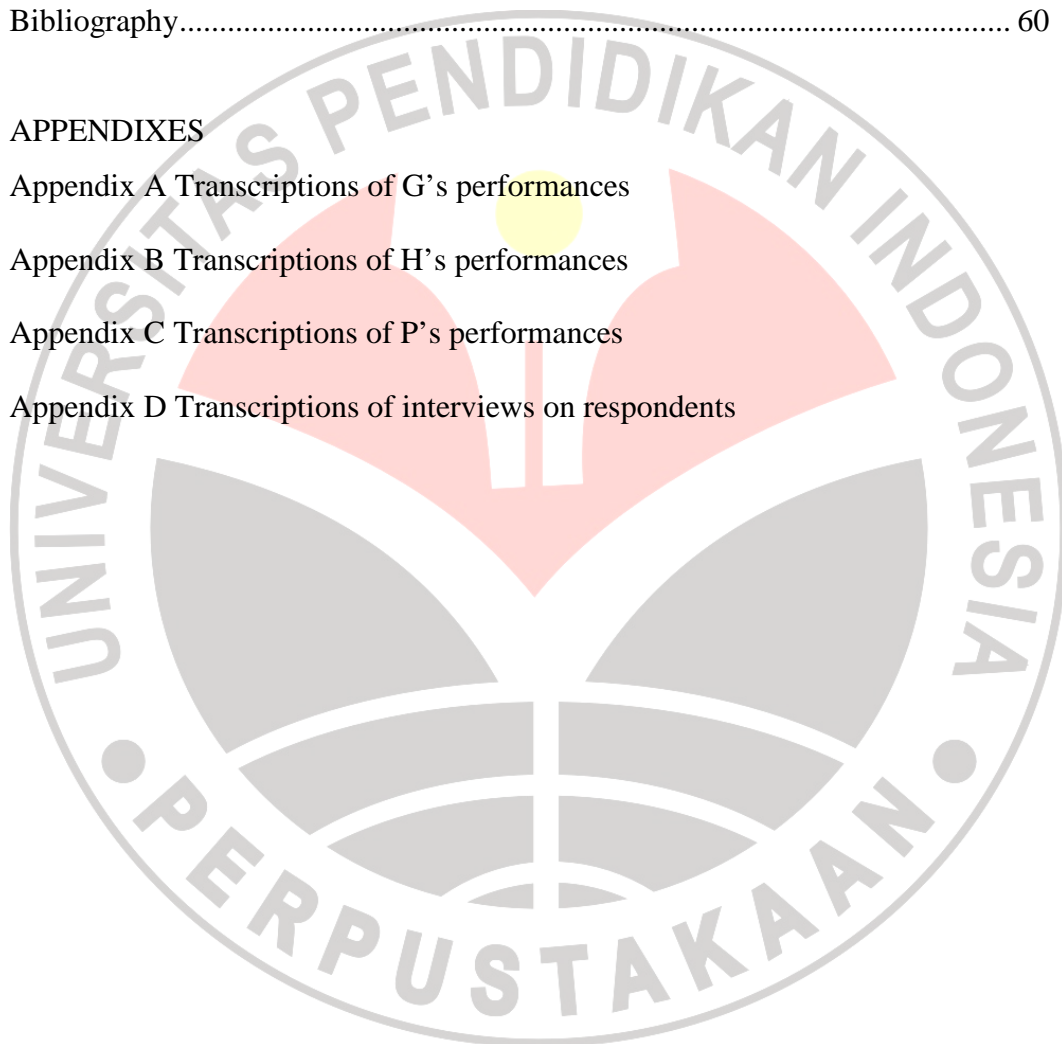 Bibliography............................................................................................... 60
APPENDIXES
Appendix A Transcriptions of G’s performances
Appendix B Transcriptions of H’s performances
Appendix C Transcriptions of P’s performances
Appendix D Transcriptions of interviews on respondents
UNIVERSITAS PENDIDIKAN INDONESIA
PERPUSTAKAAN